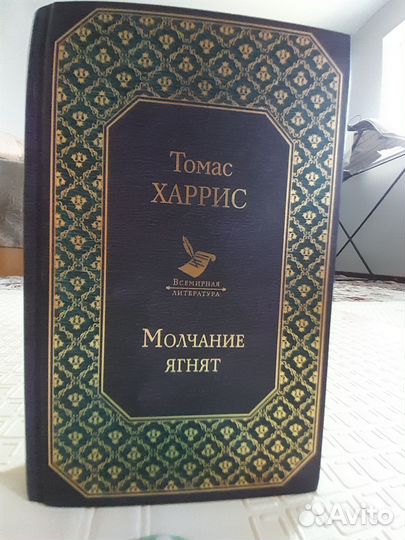 Томас
ХАРРИС
Всемирная
литература
Молчание
ягнят
Avito